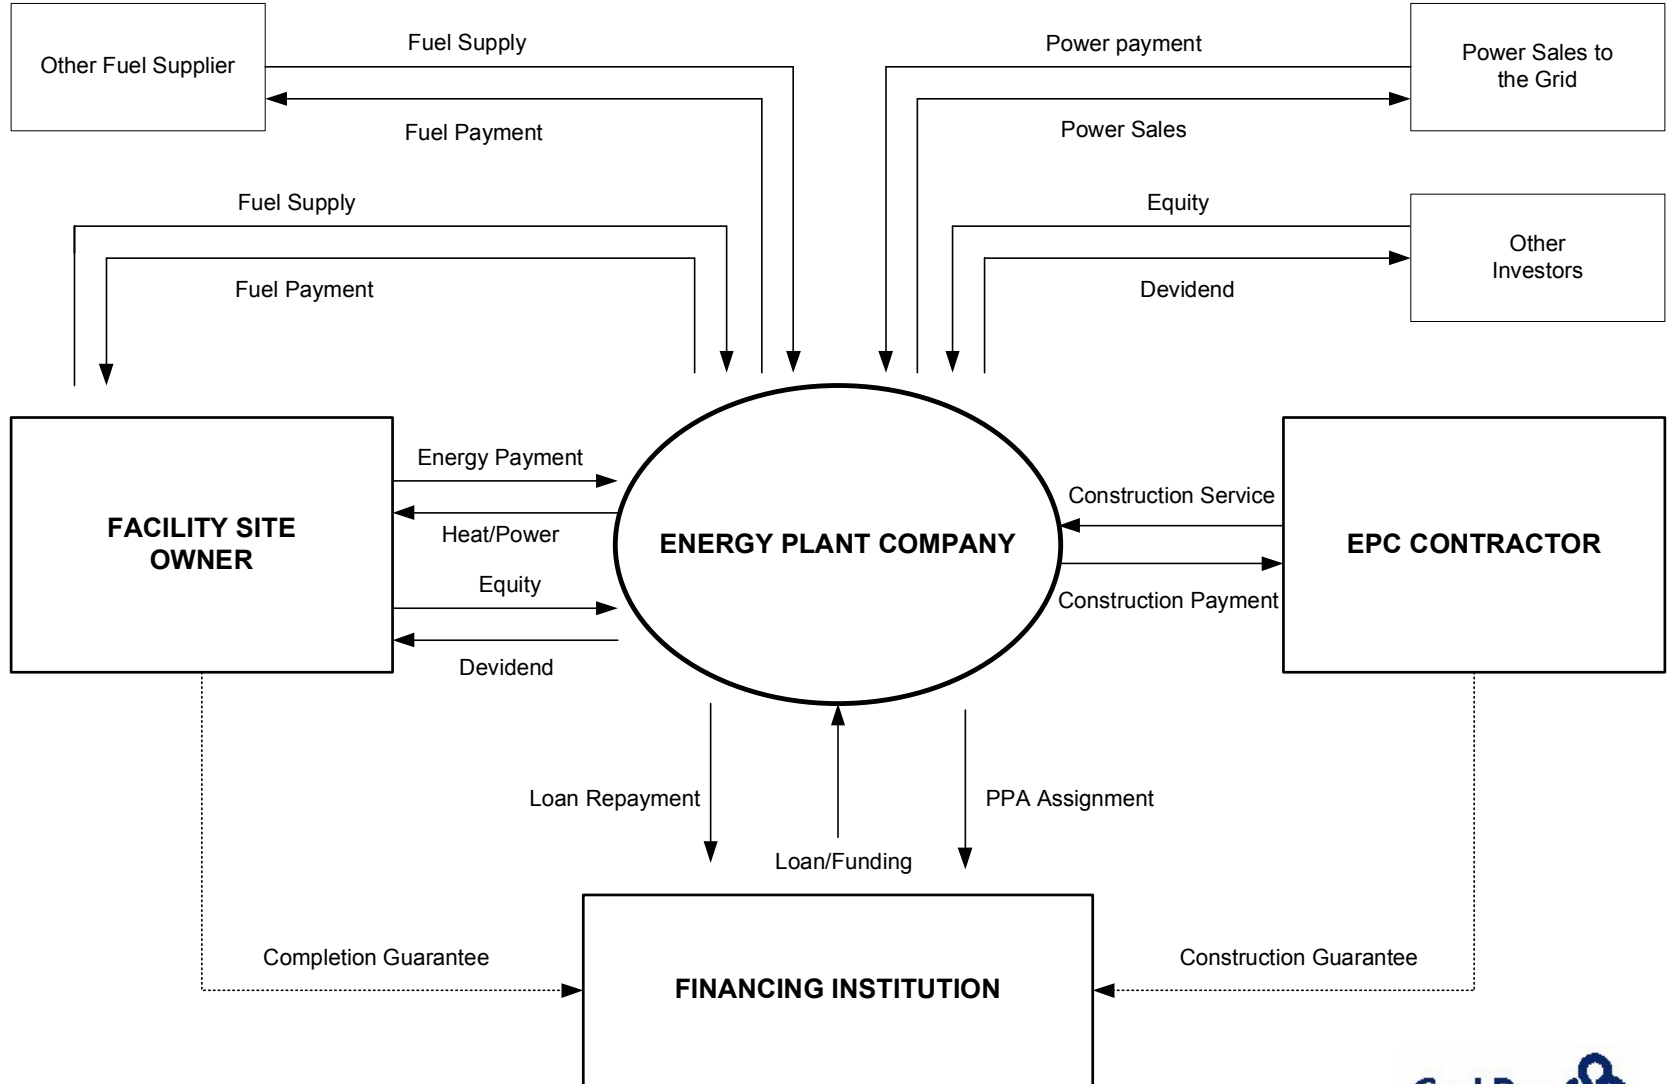 Fuel Supply
Power payment
Other Fuel Supplier
Power Sales to
the Grid
Fuel Payment
Power Sales
Fuel Supply
Equity
Other
Investors
Fuel Payment
Devidend
Energy Payment
Construction Service
FACILITY SITE
OWNER
Heat/Power
ENERGY PLANT COMPANY
EPC CONTRACTOR
Equity
Construction Payment
Devidend
Loan Repayment
PPA Assignment
Loan/Funding
Completion Guarantee
Construction Guarantee
FINANCING INSTITUTION